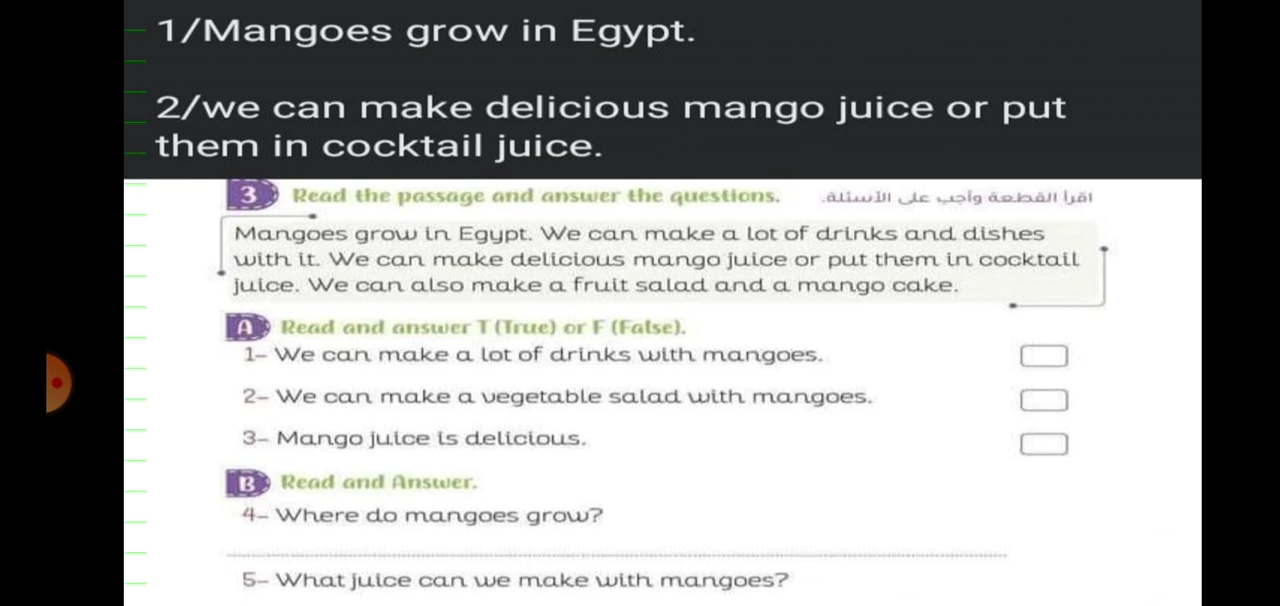 1/Mangoes grow in Egypt.
2/we can make delicious mango juice or put
them in cocktail juice.
3 Read the passage and answer the questions. اقرأ القطعة وأجب على الأسئلة.
Mangoes grow in Egypt. We can make a lot of drinks and dishes
with it. We can make delicious mango juice or put them in cocktail
juice. We can also make a fruit salad and a mango cake.
A Read and answer T (True) or F (False).
1- We can make a lot of drinks with mangoes.
2- We can make a vegetable salad with mangoes.
3- Mango juice is delicious.
B Read and Answer.
4- Where do mangoes grow?
5- What juice can we make with mangoes?